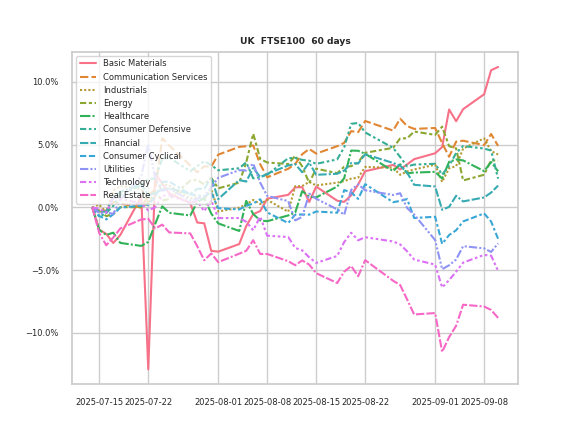 UK  FTSE100  60 days
10.0%
5.0%
0.0%
−5.0%
−10.0%
Basic Materials
Communication Services
Industrials
Energy
Healthcare
Consumer Defensive
Financial
Consumer Cyclical
Utilities
Technology
Real Estate
2025-07-15 2025-07-22 2025-08-01 2025-08-08 2025-08-15 2025-08-22 2025-09-01 2025-09-08